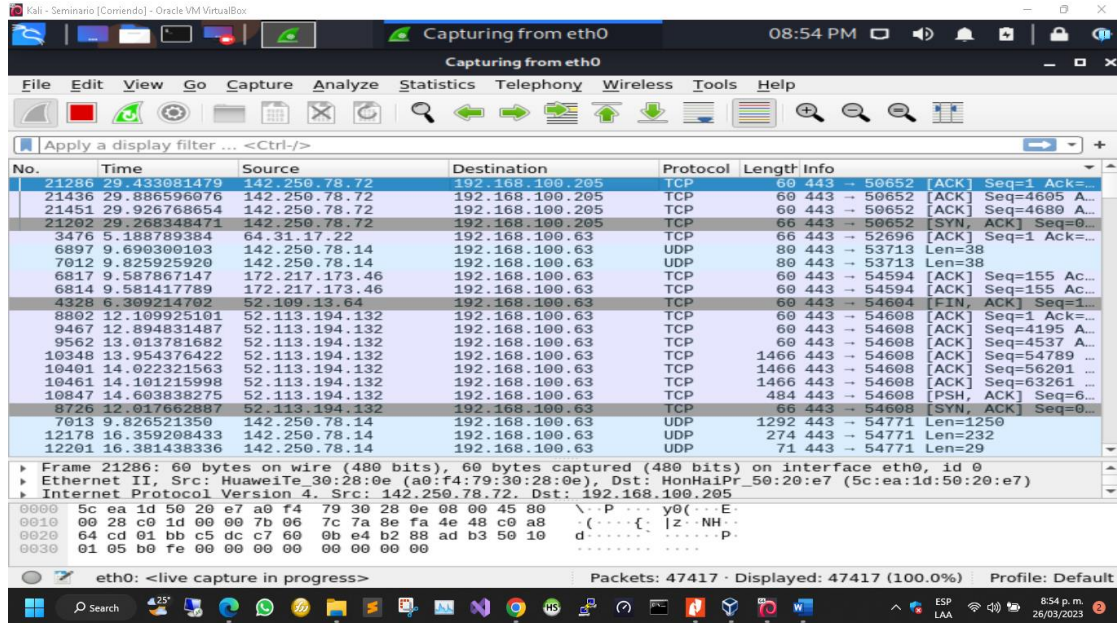 Kali - Seminario [Corriendo] - Oracle VM VirtualBox
Capturing from eth0 08:54 PM
Capturing from eth0
File Edit View Go Capture Analyze Statistics Telephony Wireless Tools Help
Apply a display filter ... <Ctrl-/>
No. Time Source Destination Protocol Length Info
21286 29.433081479 142.250.78.72 192.168.100.205 TCP 60 443 → 50652 [ACK] Seq=1 Ack=…
21436 29.886596076 142.250.78.72 192.168.100.205 TCP 60 443 → 50652 [ACK] Seq=4605 A…
21451 29.926768654 142.250.78.72 192.168.100.205 TCP 60 443 → 50652 [ACK] Seq=4680 A…
21202 29.268348471 142.250.78.72 192.168.100.205 TCP 66 443 → 50652 [SYN, ACK] Seq=0…
3476 5.188789384 64.31.17.22 192.168.100.63 TCP 66 443 → 52696 [ACK] Seq=1 Ack=…
6897 9.690300103 142.250.78.14 192.168.100.63 UDP 80 443 → 53713 Len=38
7012 9.825925920 142.250.78.14 192.168.100.63 UDP 80 443 → 53713 Len=38
6817 9.587867147 172.217.173.46 192.168.100.63 TCP 60 443 → 54594 [ACK] Seq=155 Ac…
6814 9.581417789 172.217.173.46 192.168.100.63 TCP 60 443 → 54594 [ACK] Seq=155 Ac…
4328 6.309214702 52.109.13.64 192.168.100.63 TCP 60 443 → 54604 [FIN, ACK] Seq=1…
8802 12.109925101 52.113.194.132 192.168.100.63 TCP 60 443 → 54608 [ACK] Seq=1 Ack=…
9467 12.894831487 52.113.194.132 192.168.100.63 TCP 60 443 → 54608 [ACK] Seq=4195 A…
9562 13.013781682 52.113.194.132 192.168.100.63 TCP 60 443 → 54608 [ACK] Seq=4537 A…
10348 13.954376422 52.113.194.132 192.168.100.63 TCP 1466 443 → 54608 [ACK] Seq=54789 …
10401 14.022321563 52.113.194.132 192.168.100.63 TCP 1466 443 → 54608 [ACK] Seq=56201 …
10461 14.101215998 52.113.194.132 192.168.100.63 TCP 1466 443 → 54608 [ACK] Seq=63261 …
10847 14.603838275 52.113.194.132 192.168.100.63 TCP 484 443 → 54608 [PSH, ACK] Seq=6…
8726 12.017662887 52.113.194.132 192.168.100.63 TCP 66 443 → 54608 [SYN, ACK] Seq=0…
7013 9.826521350 142.250.78.14 192.168.100.63 UDP 1292 443 → 54771 Len=1250
12178 16.359208433 142.250.78.14 192.168.100.63 UDP 274 443 → 54771 Len=232
12201 16.381438336 142.250.78.14 192.168.100.63 UDP 71 443 → 54771 Len=29
Frame 21286: 60 bytes on wire (480 bits), 60 bytes captured (480 bits) on interface eth0, id 0
Ethernet II, Src: HuaweiTe_30:28:0e (a0:f4:79:30:28:0e), Dst: HonHaiPr_50:20:e7 (5c:ea:1d:50:20:e7)
Internet Protocol Version 4, Src: 142.250.78.72, Dst: 192.168.100.205
0000 5c ea 1d 50 20 e7 a0 f4 79 30 28 0e 08 00 45 80 \··P ··· y0(···E·
0010 00 28 c0 1d 00 00 7b 06 7c 7a 8e fa 4e 48 c0 a8 ·(····{· |z··NH··
0020 64 cd 01 bb c5 dc c7 60 0b e4 b2 88 ad b3 50 10 d······` ······P·
0030 01 05 b0 fe 00 00 00 00 00 00 00 00 ········ ····
eth0: <live capture in progress> Packets: 47417 · Displayed: 47417 (100.0%) Profile: Default
Search 25° HS ESP LAA 8:54 p. m. 26/03/2023 2